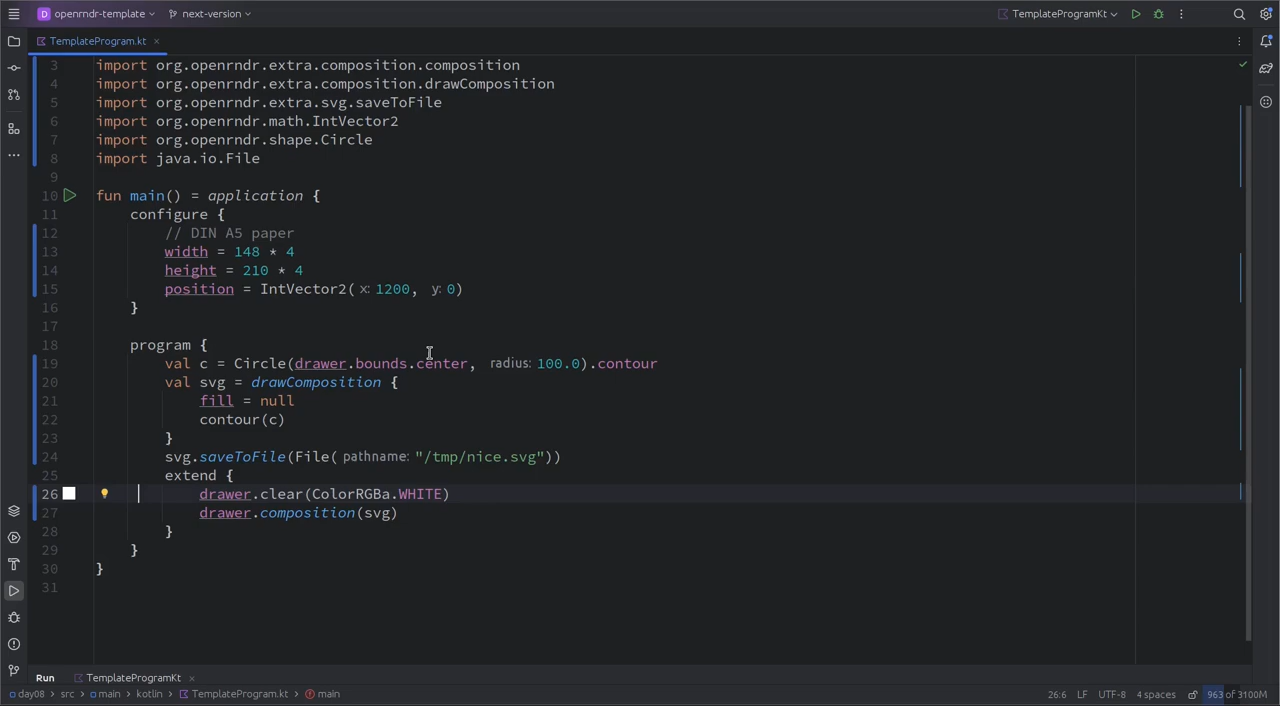 openrndr-template
next-version
TemplateProgramKt
TemplateProgram.kt
3 import org.openrndr.extra.composition.composition
4 import org.openrndr.extra.composition.drawComposition
5 import org.openrndr.extra.svg.saveToFile
6 import org.openrndr.math.IntVector2
7 import org.openrndr.shape.Circle
8 import java.io.File
9
10 fun main() = application {
11 configure {
12 // DIN A5 paper
13 width = 148 * 4
14 height = 210 * 4
15 position = IntVector2( x: 1200, y: 0)
16 }
17
18 program {
19 val c = Circle(drawer.bounds.center, radius: 100.0).contour
20 val svg = drawComposition {
21 fill = null
22 contour(c)
23 }
24 svg.saveToFile(File( pathname: "/tmp/nice.svg"))
25 extend {
26 drawer.clear(ColorRGBa.WHITE)
27 drawer.composition(svg)
28 }
29 }
30 }
31
Run TemplateProgramKt
day08 > src > main > kotlin > TemplateProgram.kt > main 26:6 LF UTF-8 4 spaces 963 of 3100M